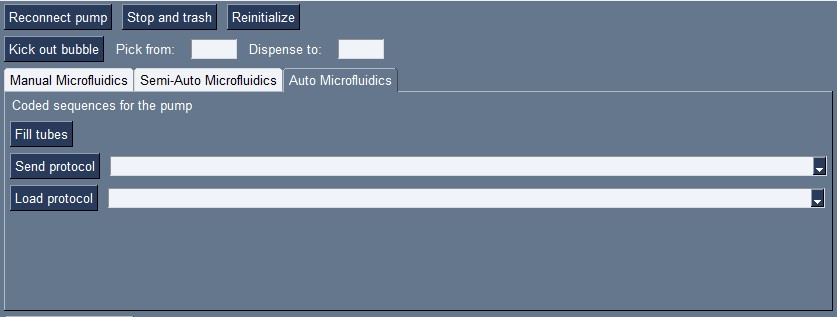 Reconnect pump Stop and trash Reinitialize
Kick out bubble Pick from: Dispense to:
Manual Microfluidics Semi-Auto Microfluidics Auto Microfluidics
Coded sequences for the pump
Fill tubes
Send protocol
Load protocol